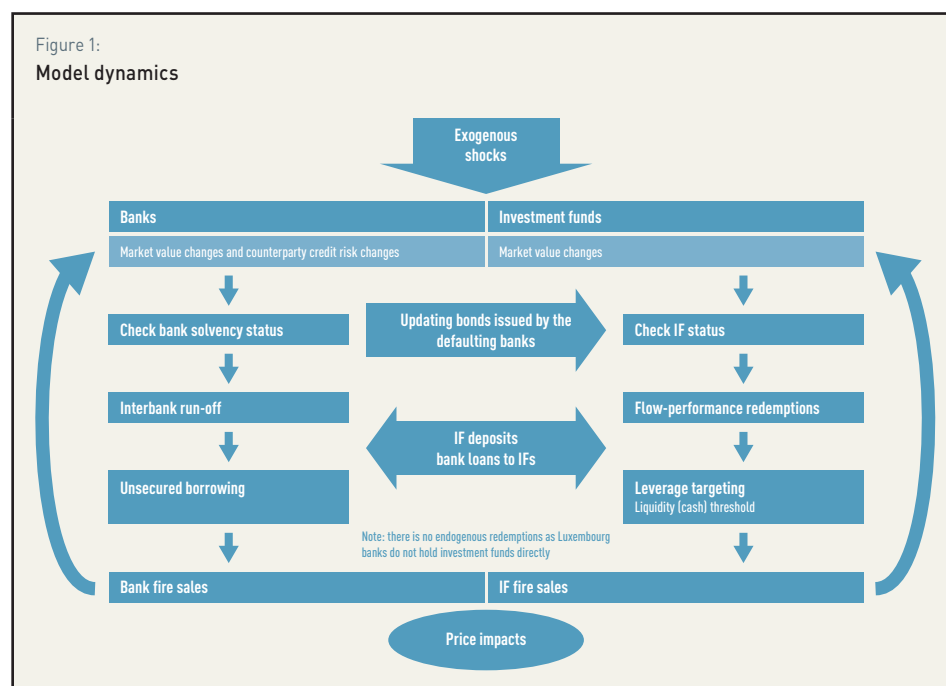 Figure 1:
Model dynamics
Exogenous
shocks
Banks
Investment funds
Market value changes and counterparty credit risk changes
Market value changes
Check bank solvency status
Updating bonds issued by the
defaulting banks
Check IF status
Interbank run-off
Flow-performance redemptions
IF deposits
bank loans to IFs
Unsecured borrowing
Leverage targeting
Liquidity (cash) threshold
Note: there is no endogenous redemptions as Luxembourg
banks do not hold investment funds directly
Bank fire sales
IF fire sales
Price impacts